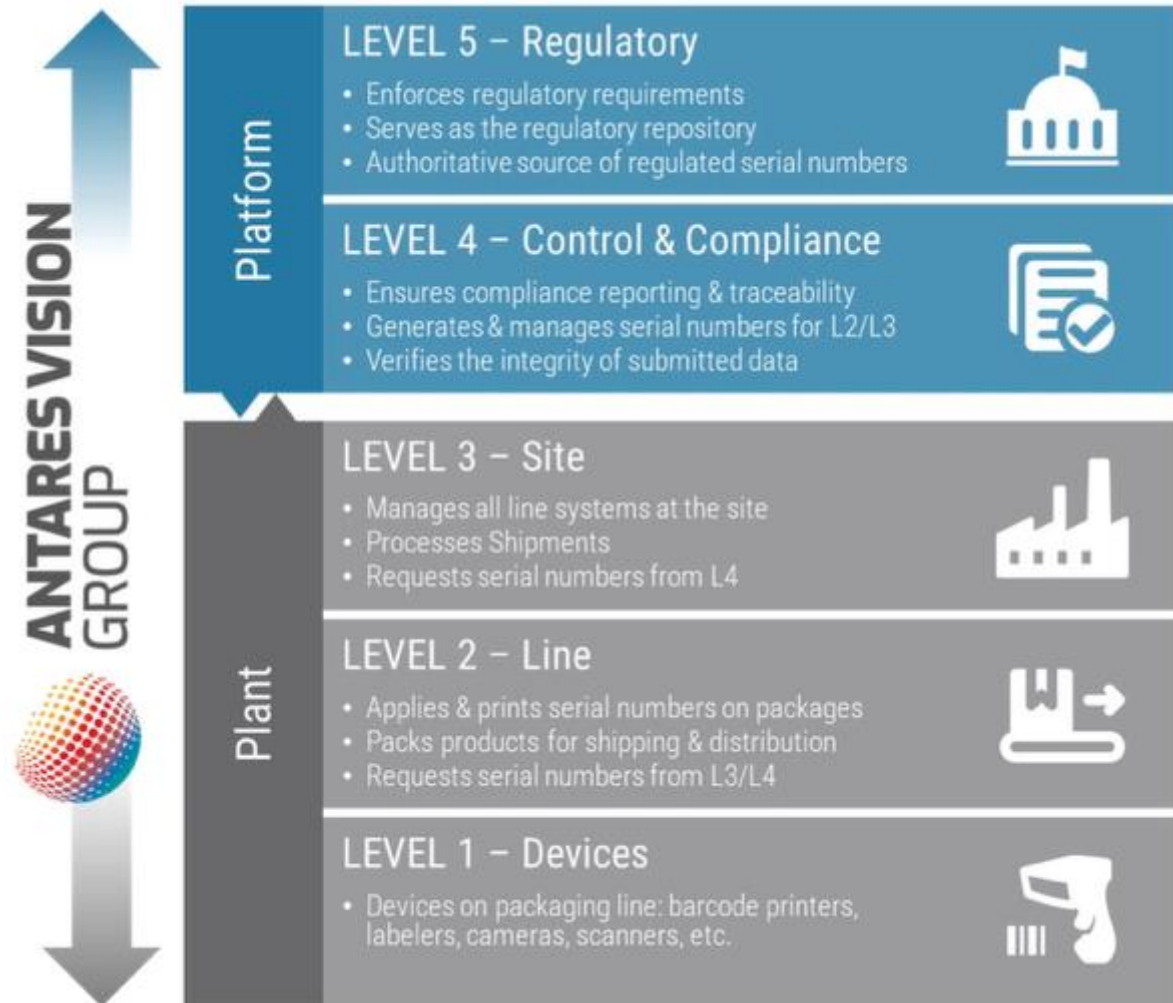 ANTARES VISION
GROUP
Platform
LEVEL 5 – Regulatory
• Enforces regulatory requirements
• Serves as the regulatory repository
• Authoritative source of regulated serial numbers
LEVEL 4 – Control & Compliance
• Ensures compliance reporting & traceability
• Generates & manages serial numbers for L2/L3
• Verifies the integrity of submitted data
Plant
LEVEL 3 – Site
• Manages all line systems at the site
• Processes Shipments
• Requests serial numbers from L4
LEVEL 2 – Line
• Applies & prints serial numbers on packages
• Packs products for shipping & distribution
• Requests serial numbers from L3/L4
LEVEL 1 – Devices
• Devices on packaging line: barcode printers,
labelers, cameras, scanners, etc.